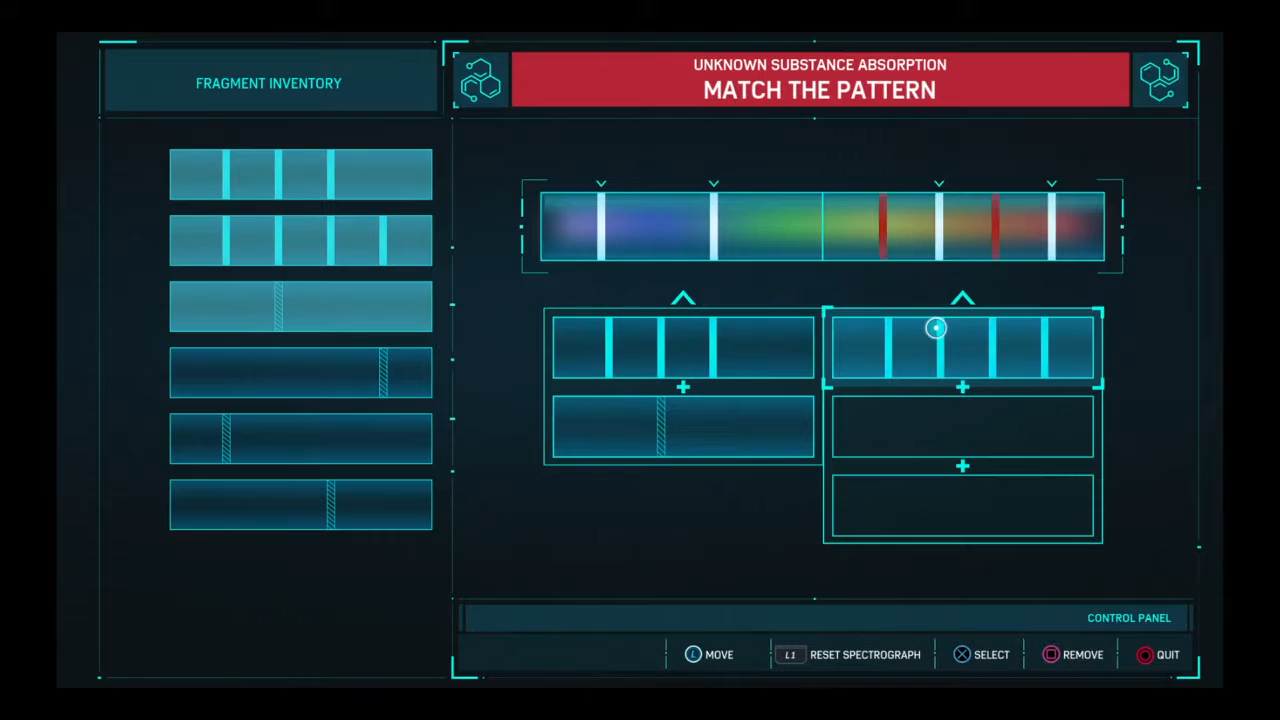 FRAGMENT INVENTORY
UNKNOWN SUBSTANCE ABSORPTION
MATCH THE PATTERN
CONTROL PANEL
L MOVE
L1 RESET SPECTROGRAPH
SELECT
REMOVE
QUIT